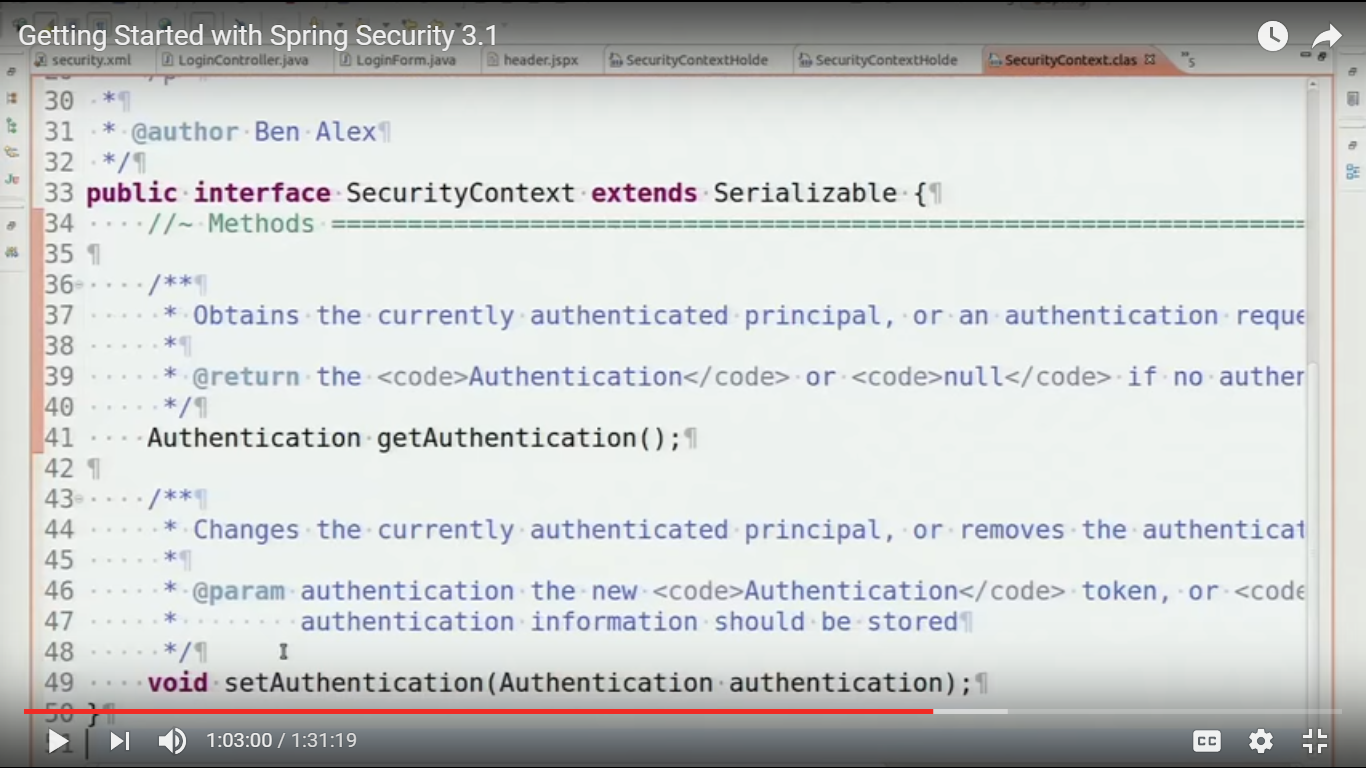 Getting Started with Spring Security 3.1
security.xml LoginController.java LoginForm.java header.jspx SecurityContextHolde SecurityContextHolde SecurityContext.clas "5
30 *¶
31 * @author Ben Alex¶
32 */¶
33 public interface SecurityContext extends Serializable {¶
34 //~ Methods ================================================================
35 ¶
36 /**¶
37 * Obtains the currently authenticated principal, or an authentication reque
38 *¶
39 * @return the <code>Authentication</code> or <code>null</code> if no authen
40 */¶
41 Authentication getAuthentication();¶
42 ¶
43 /**¶
44 * Changes the currently authenticated principal, or removes the authenticat
45 *¶
46 * @param authentication the new <code>Authentication</code> token, or <code
47 * authentication information should be stored¶
48 */¶
49 void setAuthentication(Authentication authentication);¶
50 }¶
51
1:03:00 / 1:31:19 CC